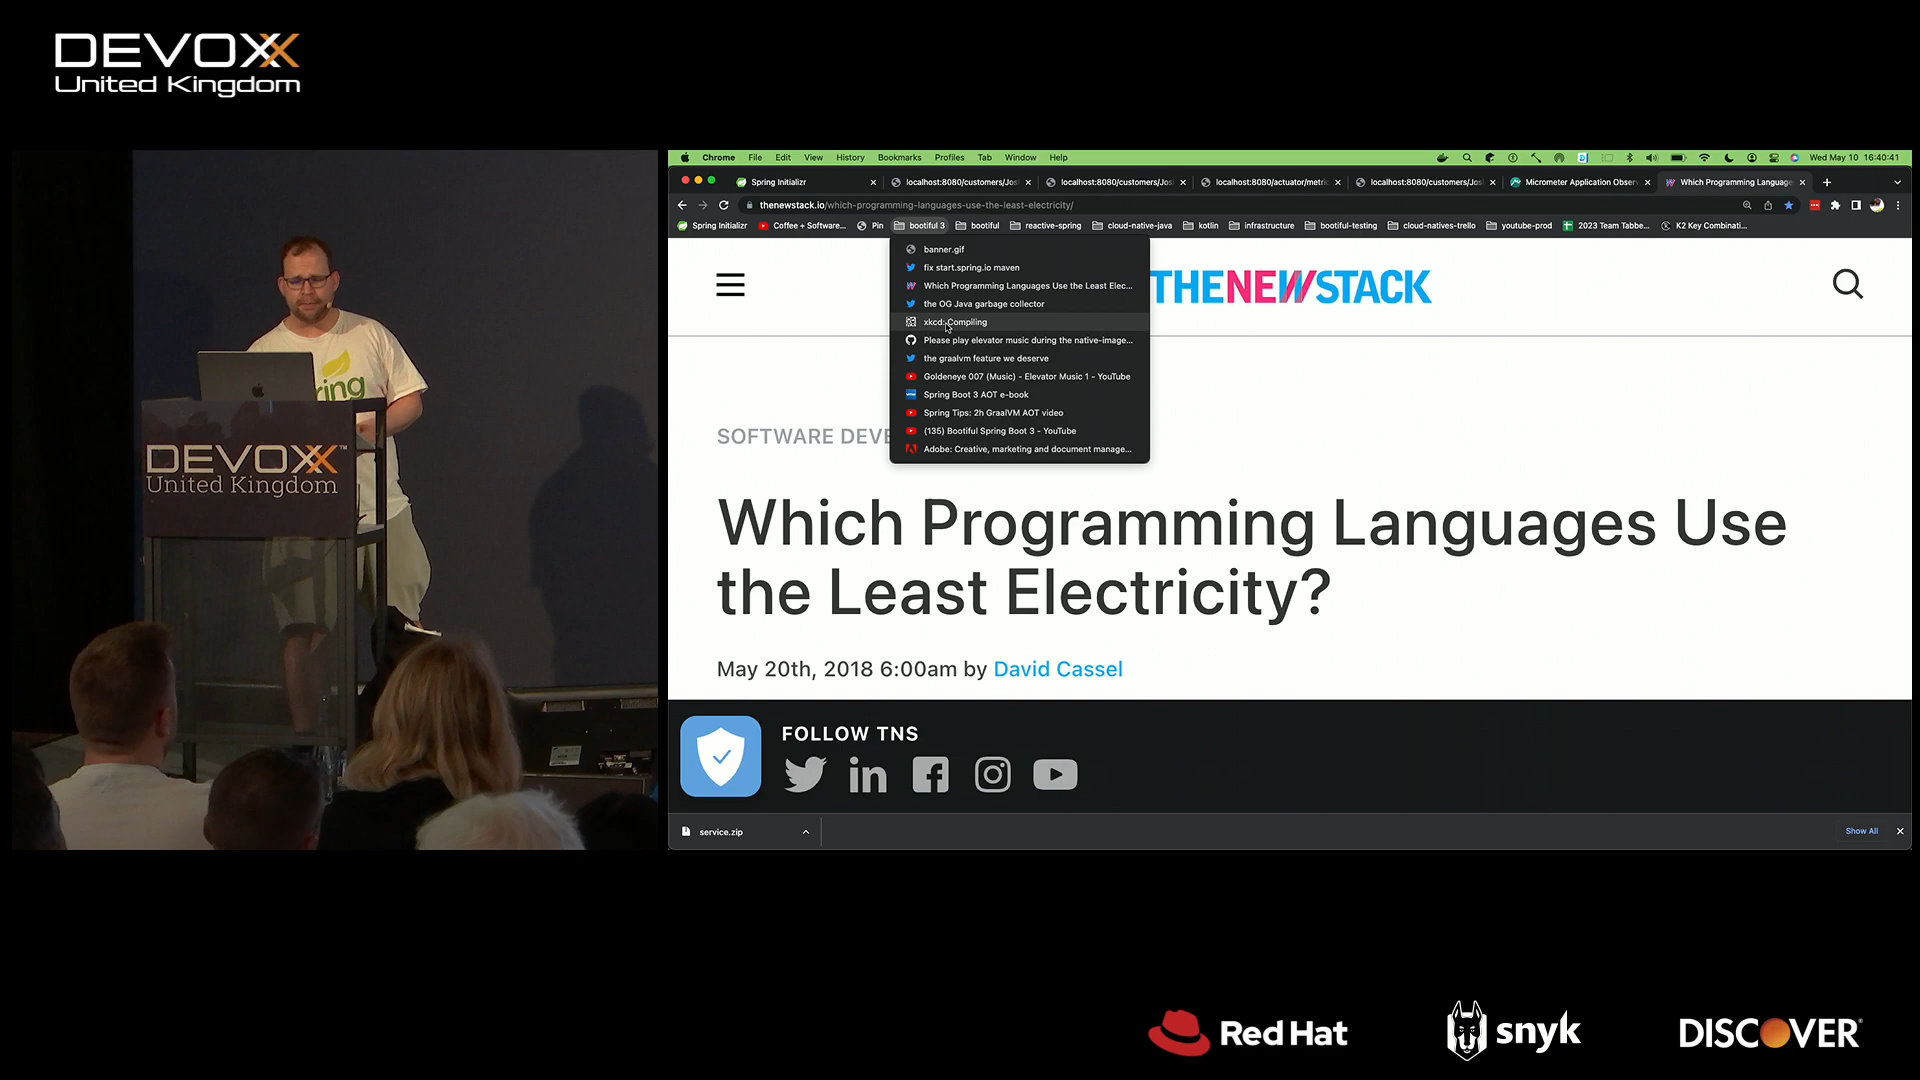 DEVOXX
United Kingdom
ring
DEVOXX™
United Kingdom
Chrome File Edit View History Bookmarks Profiles Tab Window Help
Wed May 10 16:40:41
Spring Initializr
localhost:8080/customers/Josl
localhost:8080/customers/Josl
localhost:8080/actuator/metric
localhost:8080/customers/Josl
Micrometer Application Observ
Which Programming Language
thenewstack.io/which-programming-languages-use-the-least-electricity/
Spring Initializr Coffee + Software... Pin bootiful 3 bootiful reactive-spring cloud-native-java kotlin infrastructure bootiful-testing cloud-natives-trello youtube-prod 2023 Team Tabbe... K2 Key Combinati...
banner.gif
fix start.spring.io maven
Which Programming Languages Use the Least Elec...
the OG Java garbage collector
xkcd: Compiling
Please play elevator music during the native-image...
the graalvm feature we deserve
Goldeneye 007 (Music) - Elevator Music 1 - YouTube
Spring Boot 3 AOT e-book
Spring Tips: 2h GraalVM AOT video
(135) Bootiful Spring Boot 3 - YouTube
Adobe: Creative, marketing and document manage...
THENEWSTACK
SOFTWARE DEVE
Which Programming Languages Use
the Least Electricity?
May 20th, 2018 6:00am by David Cassel
FOLLOW TNS
service.zip
Show All
Red Hat
snyk
DISCOVER